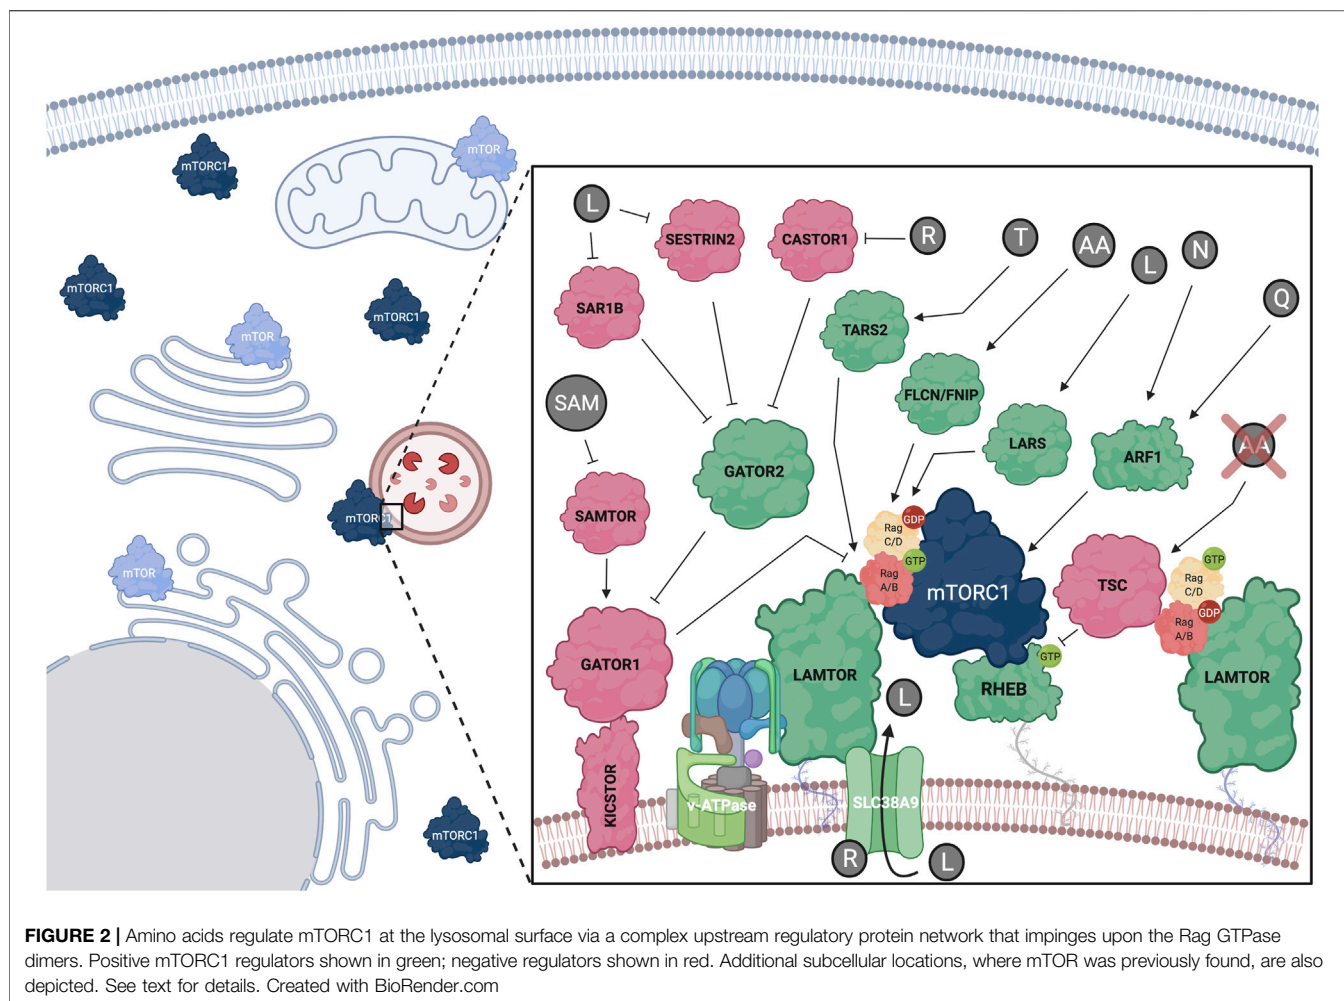 mTORC1
mTOR
mTORC1
mTORC1
mTOR
mTORC1
mTOR
mTORC1
L
SESTRIN2
CASTOR1
R
T
AA
L
N
Q
SAR1B
TARS2
SAM
FLCN/FNIP
LARS
ARF1
AA
GATOR2
SAMTOR
Rag
C/D
GDP
GTP
Rag
A/B
mTORC1
TSC
GTP
Rag
C/D
GDP
Rag
A/B
GATOR1
LAMTOR
L
RHEB
GTP
LAMTOR
KICSTOR
v-ATPase
SLC38A9
R
L
FIGURE 2 | Amino acids regulate mTORC1 at the lysosomal surface via a complex upstream regulatory protein network that impinges upon the Rag GTPase
dimers. Positive mTORC1 regulators shown in green; negative regulators shown in red. Additional subcellular locations, where mTOR was previously found, are also
depicted. See text for details. Created with BioRender.com